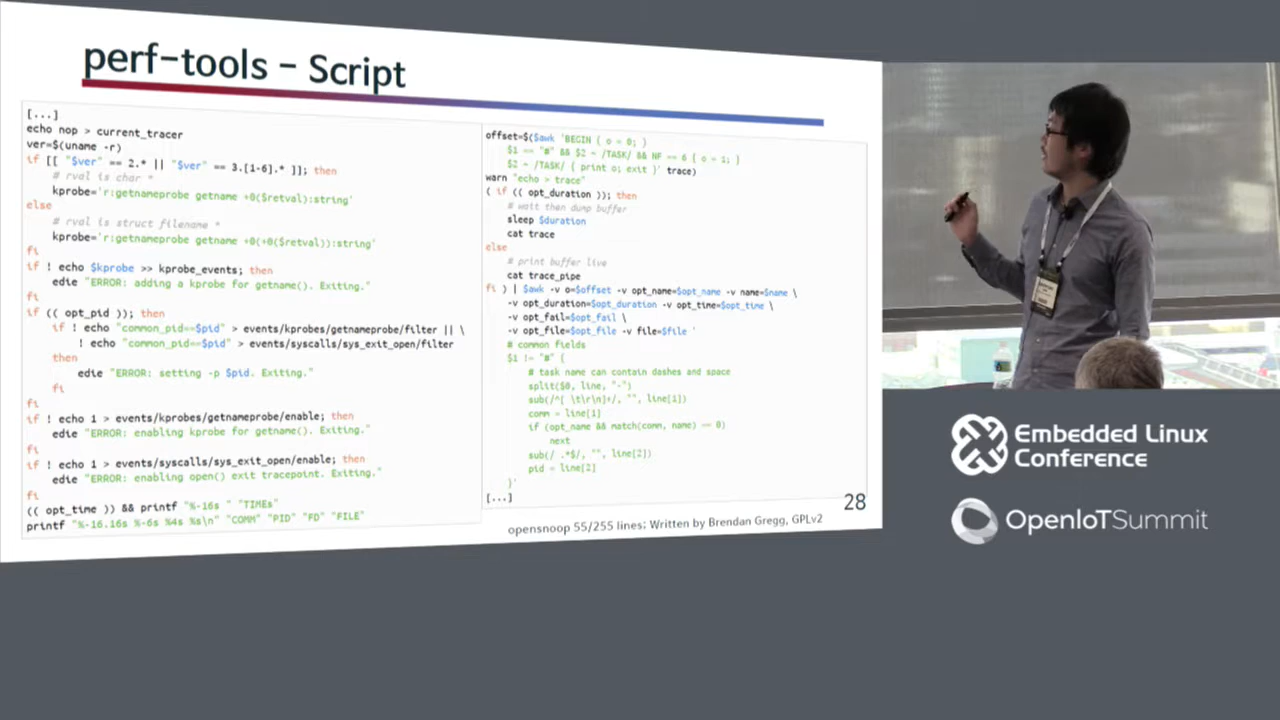 perf-tools - Script
[...]
echo nop > current_tracer
ver=$(uname -r)
if [[ "$ver" == 2.* || "$ver" == 3.[1-6].* ]]; then
# rval is char *
kprobe='r:getnameprobe getname +0($retval):string'
else
# rval is struct filename *
kprobe='r:getnameprobe getname +0(+0($retval)):string'
fi
if ! echo $kprobe >> kprobe_events; then
edie "ERROR: adding a kprobe for getname(). Exiting."
fi
if (( opt_pid )); then
if ! echo "common_pid==$pid" > events/kprobes/getnameprobe/filter || \
! echo "common_pid==$pid" > events/syscalls/sys_exit_open/filter
then
edie "ERROR: setting -p $pid. Exiting."
fi
fi
if ! echo 1 > events/kprobes/getnameprobe/enable; then
edie "ERROR: enabling kprobe for getname(). Exiting."
fi
if ! echo 1 > events/syscalls/sys_exit_open/enable; then
edie "ERROR: enabling open() exit tracepoint. Exiting."
fi
(( opt_time )) && printf "%-16s " "TIMEs"
printf "%-16.16s %-6s %4s %s\n" "COMM" "PID" "FD" "FILE"
offset=$($awk 'BEGIN { o = 0; }
$1 == "#" && $2 ~ /TASK/ && NF == 6 { o = 1; }
$2 ~ /TASK/ { print o; exit }' trace)
warn "echo > trace"
( if (( opt_duration )); then
# wait then dump buffer
sleep $duration
cat trace
else
# print buffer live
cat trace_pipe
fi ) | $awk -v o=$offset -v opt_name=$opt_name -v name=$name \
-v opt_duration=$opt_duration -v opt_time=$opt_time \
-v opt_fail=$opt_fail \
-v opt_file=$opt_file -v file=$file '
# common fields
$1 != "#" {
# task name can contain dashes and space
split($0, line, "-")
sub(/^[ \t\r\n]+/, "", line[1])
comm = line[1]
if (opt_name && match(comm, name) == 0)
next
sub(/ .*$/, "", line[2])
pid = line[2]
}'
[...]
28
opensnoop 55/255 lines; Written by Brendan Gregg, GPLv2
Embedded Linux
Conference
OpenIoTSummit